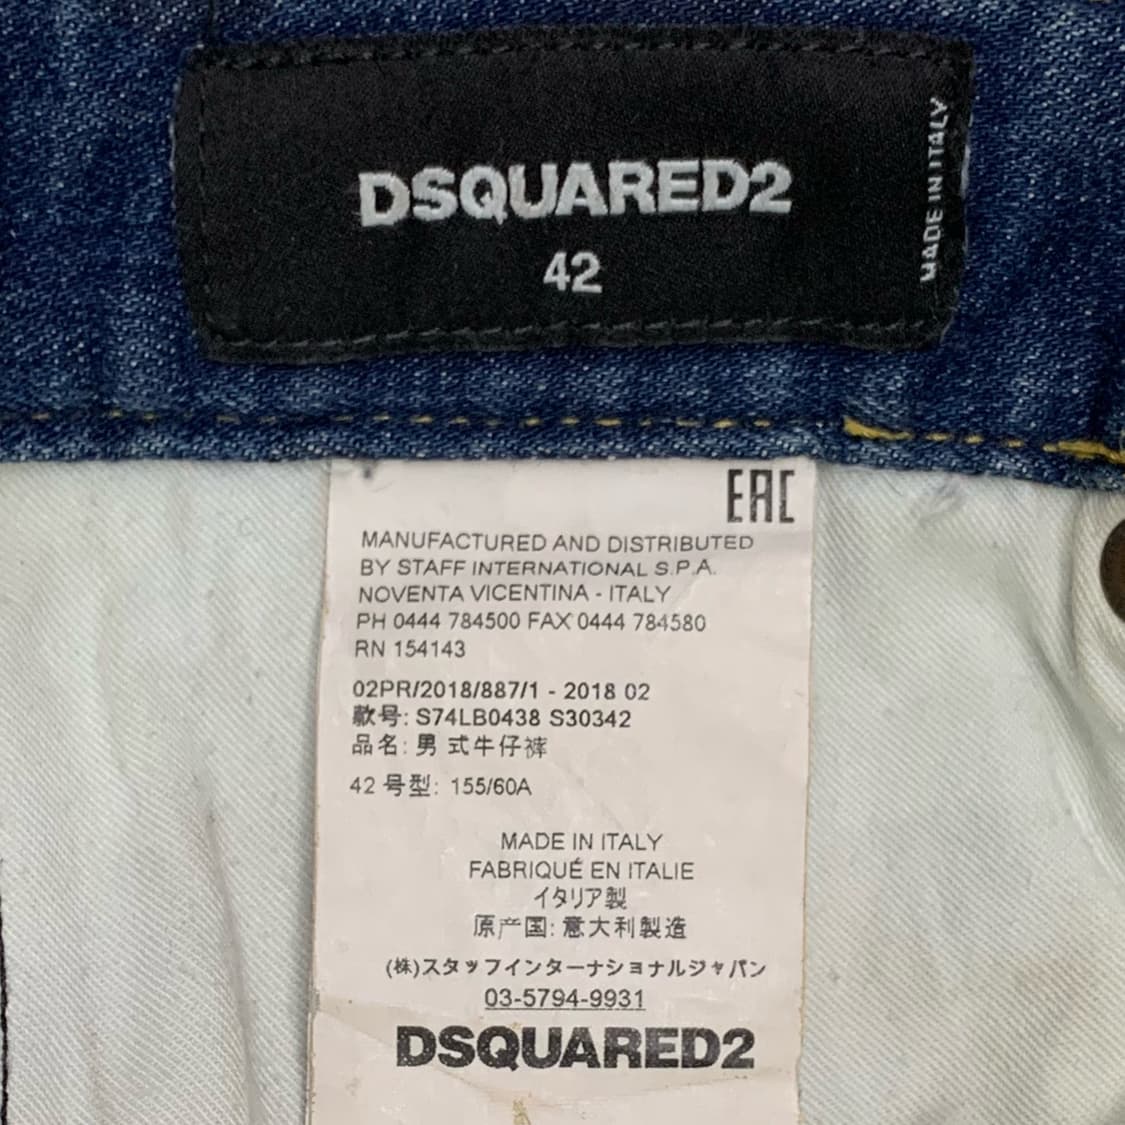 DSQUARED2
42
MADE IN ITALY
EAC
MANUFACTURED AND DISTRIBUTED
BY STAFF INTERNATIONAL S.P.A.
NOVENTA VICENTINA - ITALY
PH 0444 784500 FAX 0444 784580
RN 154143
02PR/2018/887/1 - 2018 02
款号: S74LB0438 S30342
品名: 男 式牛仔裤
42 号型: 155/60A
MADE IN ITALY
FABRIQUÉ EN ITALIE
イタリア製
原产国: 意大利製造
(株)スタッフインターナショナルジャパン
03-5794-9931
DSQUARED2